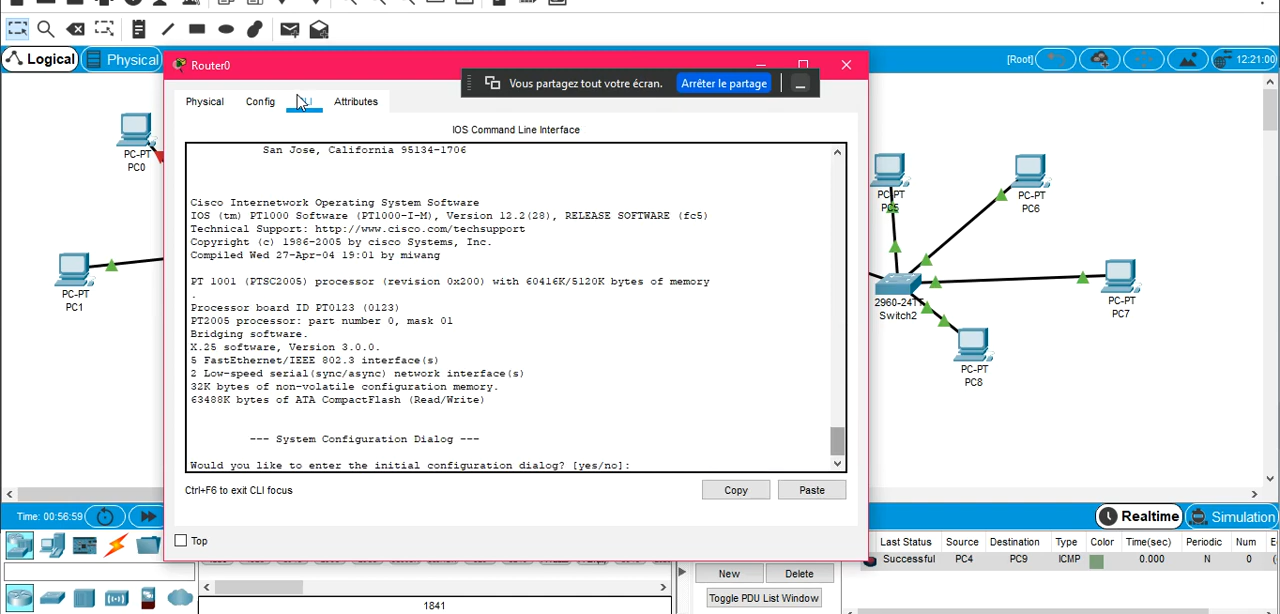 Logical
Physical
[Root]
12:21:00
Router0
Vous partagez tout votre écran.
Arrêter le partage
Physical
Config
Attributes
IOS Command Line Interface
San Jose, California 95134-1706
Cisco Internetwork Operating System Software
IOS (tm) PT1000 Software (PT1000-I-M), Version 12.2(28), RELEASE SOFTWARE (fc5)
Technical Support: http://www.cisco.com/techsupport
Copyright (c) 1986-2005 by cisco Systems, Inc.
Compiled Wed 27-Apr-04 19:01 by miwang
PT 1001 (PTSC2005) processor (revision 0x200) with 60416K/5120K bytes of memory
.
Processor board ID PT0123 (0123)
PT2005 processor: part number 0, mask 01
Bridging software.
X.25 software, Version 3.0.0.
5 FastEthernet/IEEE 802.3 interface(s)
2 Low-speed serial(sync/async) network interface(s)
32K bytes of non-volatile configuration memory.
63488K bytes of ATA CompactFlash (Read/Write)
--- System Configuration Dialog ---
Would you like to enter the initial configuration dialog? [yes/no]:
Ctrl+F6 to exit CLI focus
Copy
Paste
Top
PC-PT
PC0
PC-PT
PC1
PC-PT
PC5
PC-PT
PC6
PC-PT
PC7
2960-24TT
Switch2
PC-PT
PC8
Time: 00:56:59
Realtime
Simulation
Last Status Source Destination Type Color Time(sec) Periodic Num
Successful PC4 PC9 ICMP 0.000 N 0
New
Delete
Toggle PDU List Window
1841